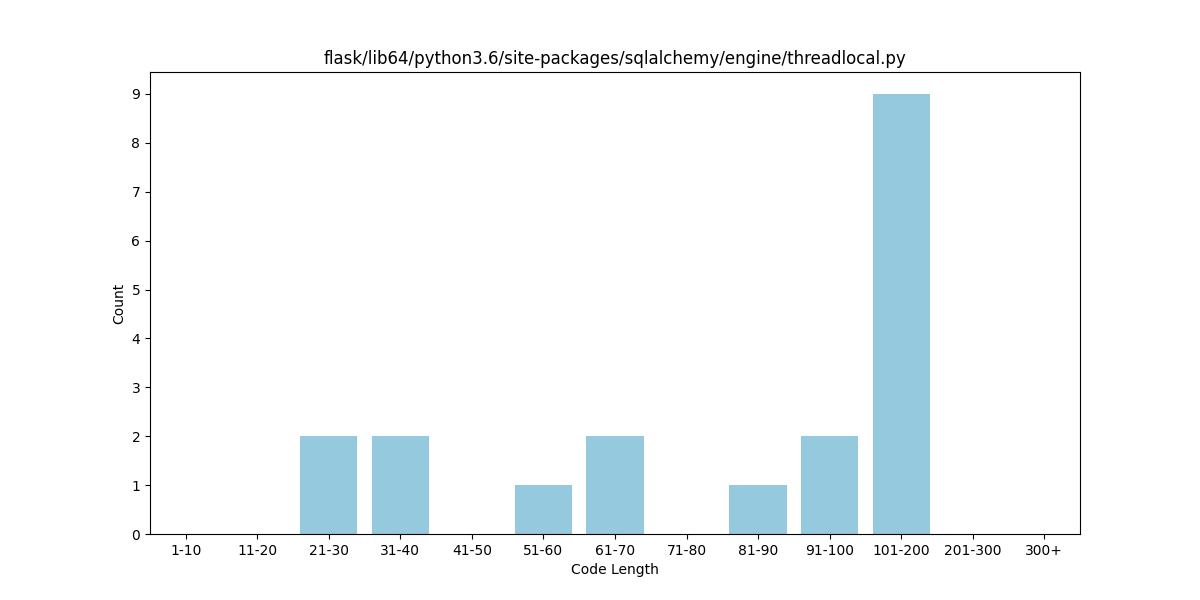 flask/lib64/python3.6/site-packages/sqlalchemy/engine/threadlocal.py
9
8
7
6
5
4
3
2
1
0
Count
1-10 11-20 21-30 31-40 41-50 51-60 61-70 71-80 81-90 91-100 101-200 201-300 300+
Code Length